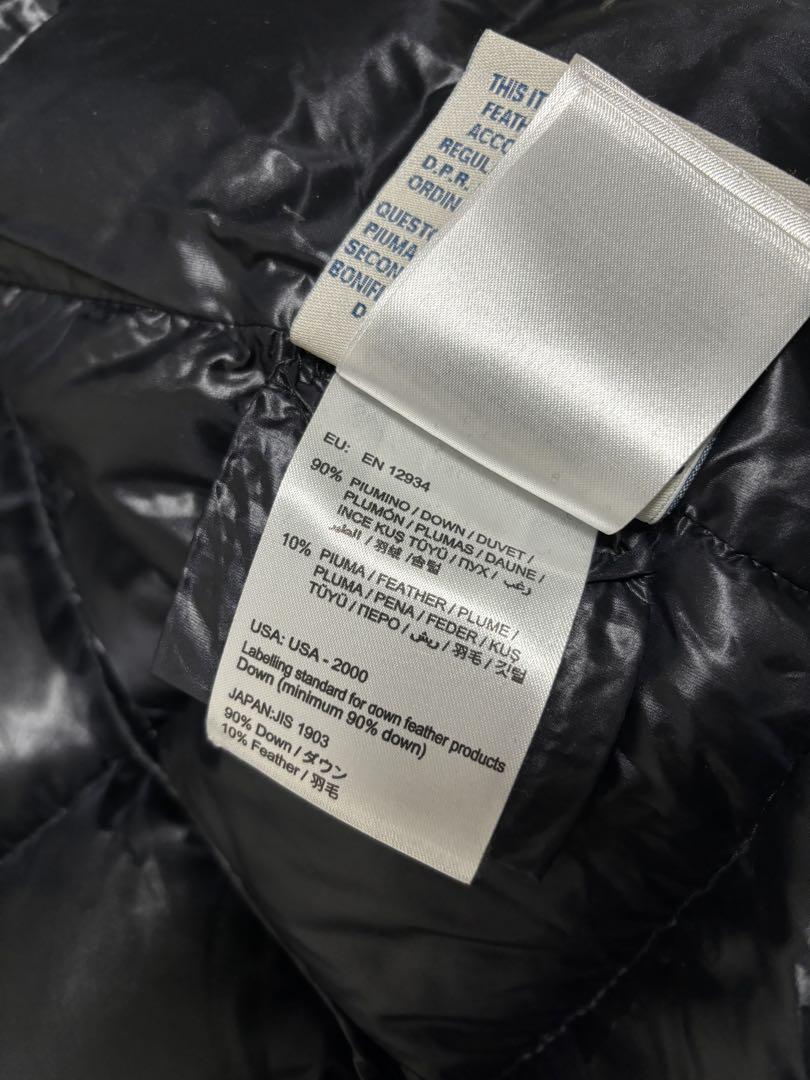 THIS IT
FEATH
ACCO
REGUL
D.P.R.
ORDIN
QUESTO
PIUMA
SECON
BONIFI
D
EU: EN 12934
90% PIUMINO / DOWN / DUVET /
PLUMÓN / PLUMAS / DAUNE /
INCE KUŞ TÜYÜ / ПУХ / زغب
الطير / 羽绒 / 솜털
10% PIUMA / FEATHER / PLUME /
PLUMA / PENA / FEDER / KUŞ
TÜYÜ / ПЕРО / ريش / 羽毛 / 깃털
USA: USA - 2000
Labelling standard for down feather products
Down (minimum 90% down)
JAPAN:JIS 1903
90% Down / ダウン
10% Feather / 羽毛